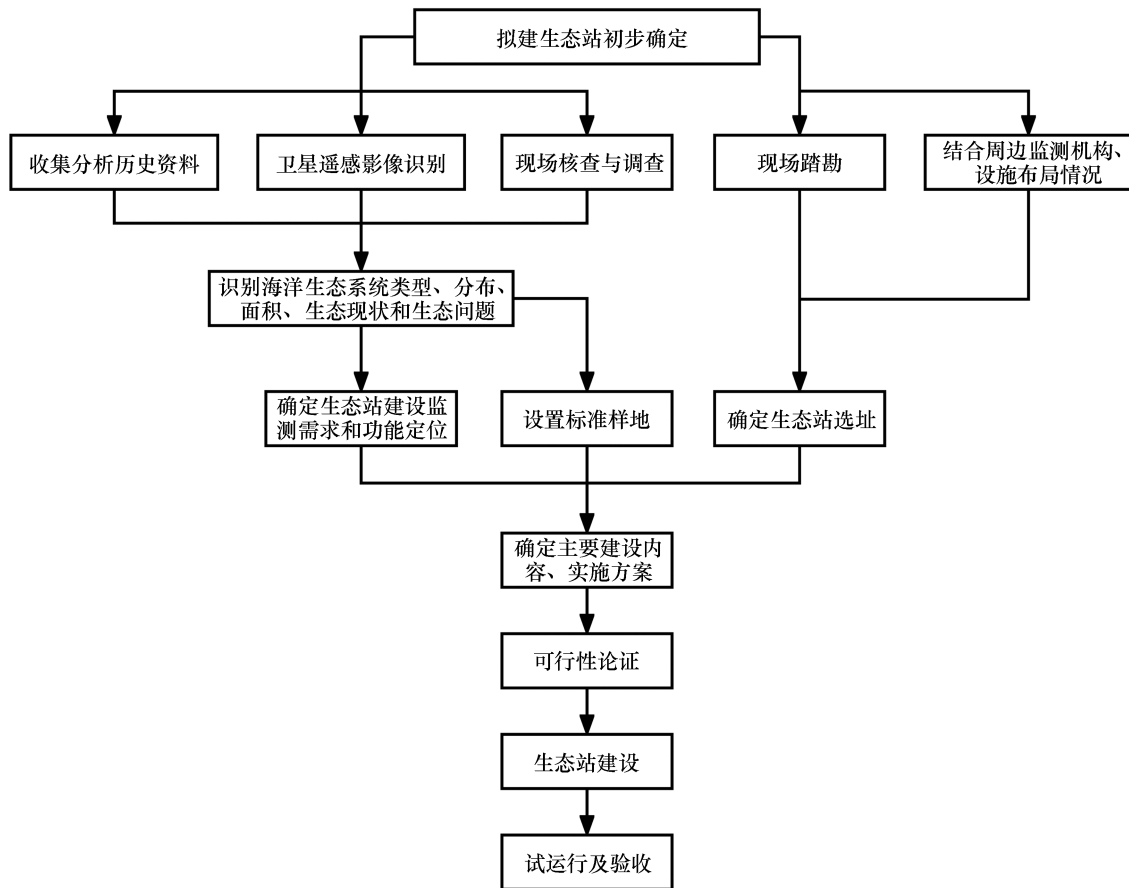 拟建生态站初步确定
收集分析历史资料
卫星遥感影像识别
现场核查与调查
现场踏勘
结合周边监测机构、
设施布局情况
识别海洋生态系统类型、分布、
面积、生态现状和生态问题
确定生态站建设监
测需求和功能定位
设置标准样地
确定生态站选址
确定主要建设内
容、实施方案
可行性论证
生态站建设
试运行及验收